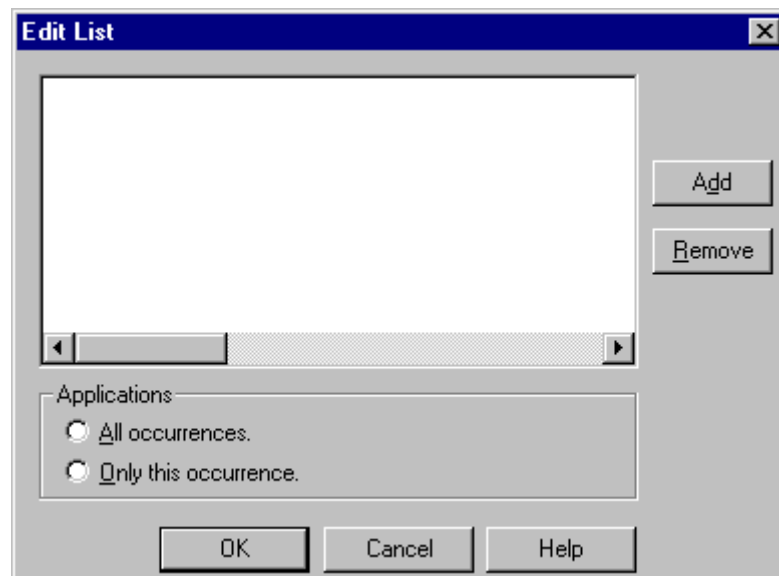 Edit List
Add
Remove
Applications
All occurrences.
Only this occurrence.
OK Cancel Help